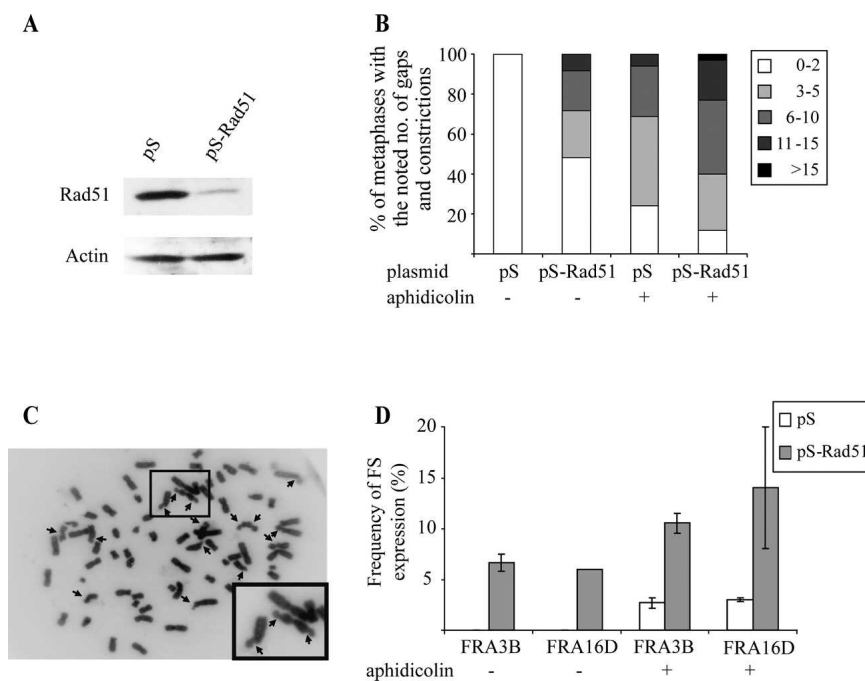 A
pS
pS-Rad51
Rad51
Actin
B
% of metaphases with
the noted no. of gaps
and constrictions
100
80
60
40
20
0-2
3-5
6-10
11-15
>15
plasmid pS pS-Rad51 pS pS-Rad51
aphidicolin - - + +
C
D
Frequency of FS
expression (%)
20
15
10
5
pS
pS-Rad51
FRA3B FRA16D FRA3B FRA16D
aphidicolin - - + +